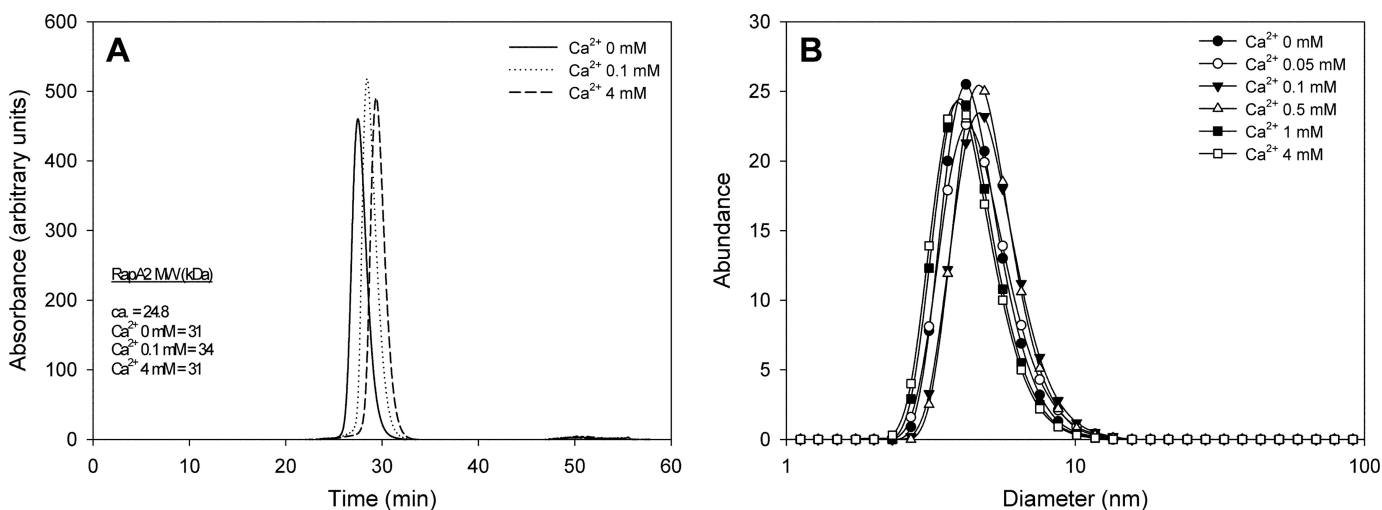 A
600
500
400
300
200
100
0
Absorbance (arbitrary units)
0
10
20
30
40
50
60
Time (min)
Ca²⁺ 0 mM
Ca²⁺ 0.1 mM
Ca²⁺ 4 mM
RapA2 MW (kDa)
ca. = 24.8
Ca²⁺ 0 mM = 31
Ca²⁺ 0.1 mM = 34
Ca²⁺ 4 mM = 31
B
30
25
20
15
10
5
0
Abundance
1
10
100
Diameter (nm)
Ca²⁺ 0 mM
Ca²⁺ 0.05 mM
Ca²⁺ 0.1 mM
Ca²⁺ 0.5 mM
Ca²⁺ 1 mM
Ca²⁺ 4 mM